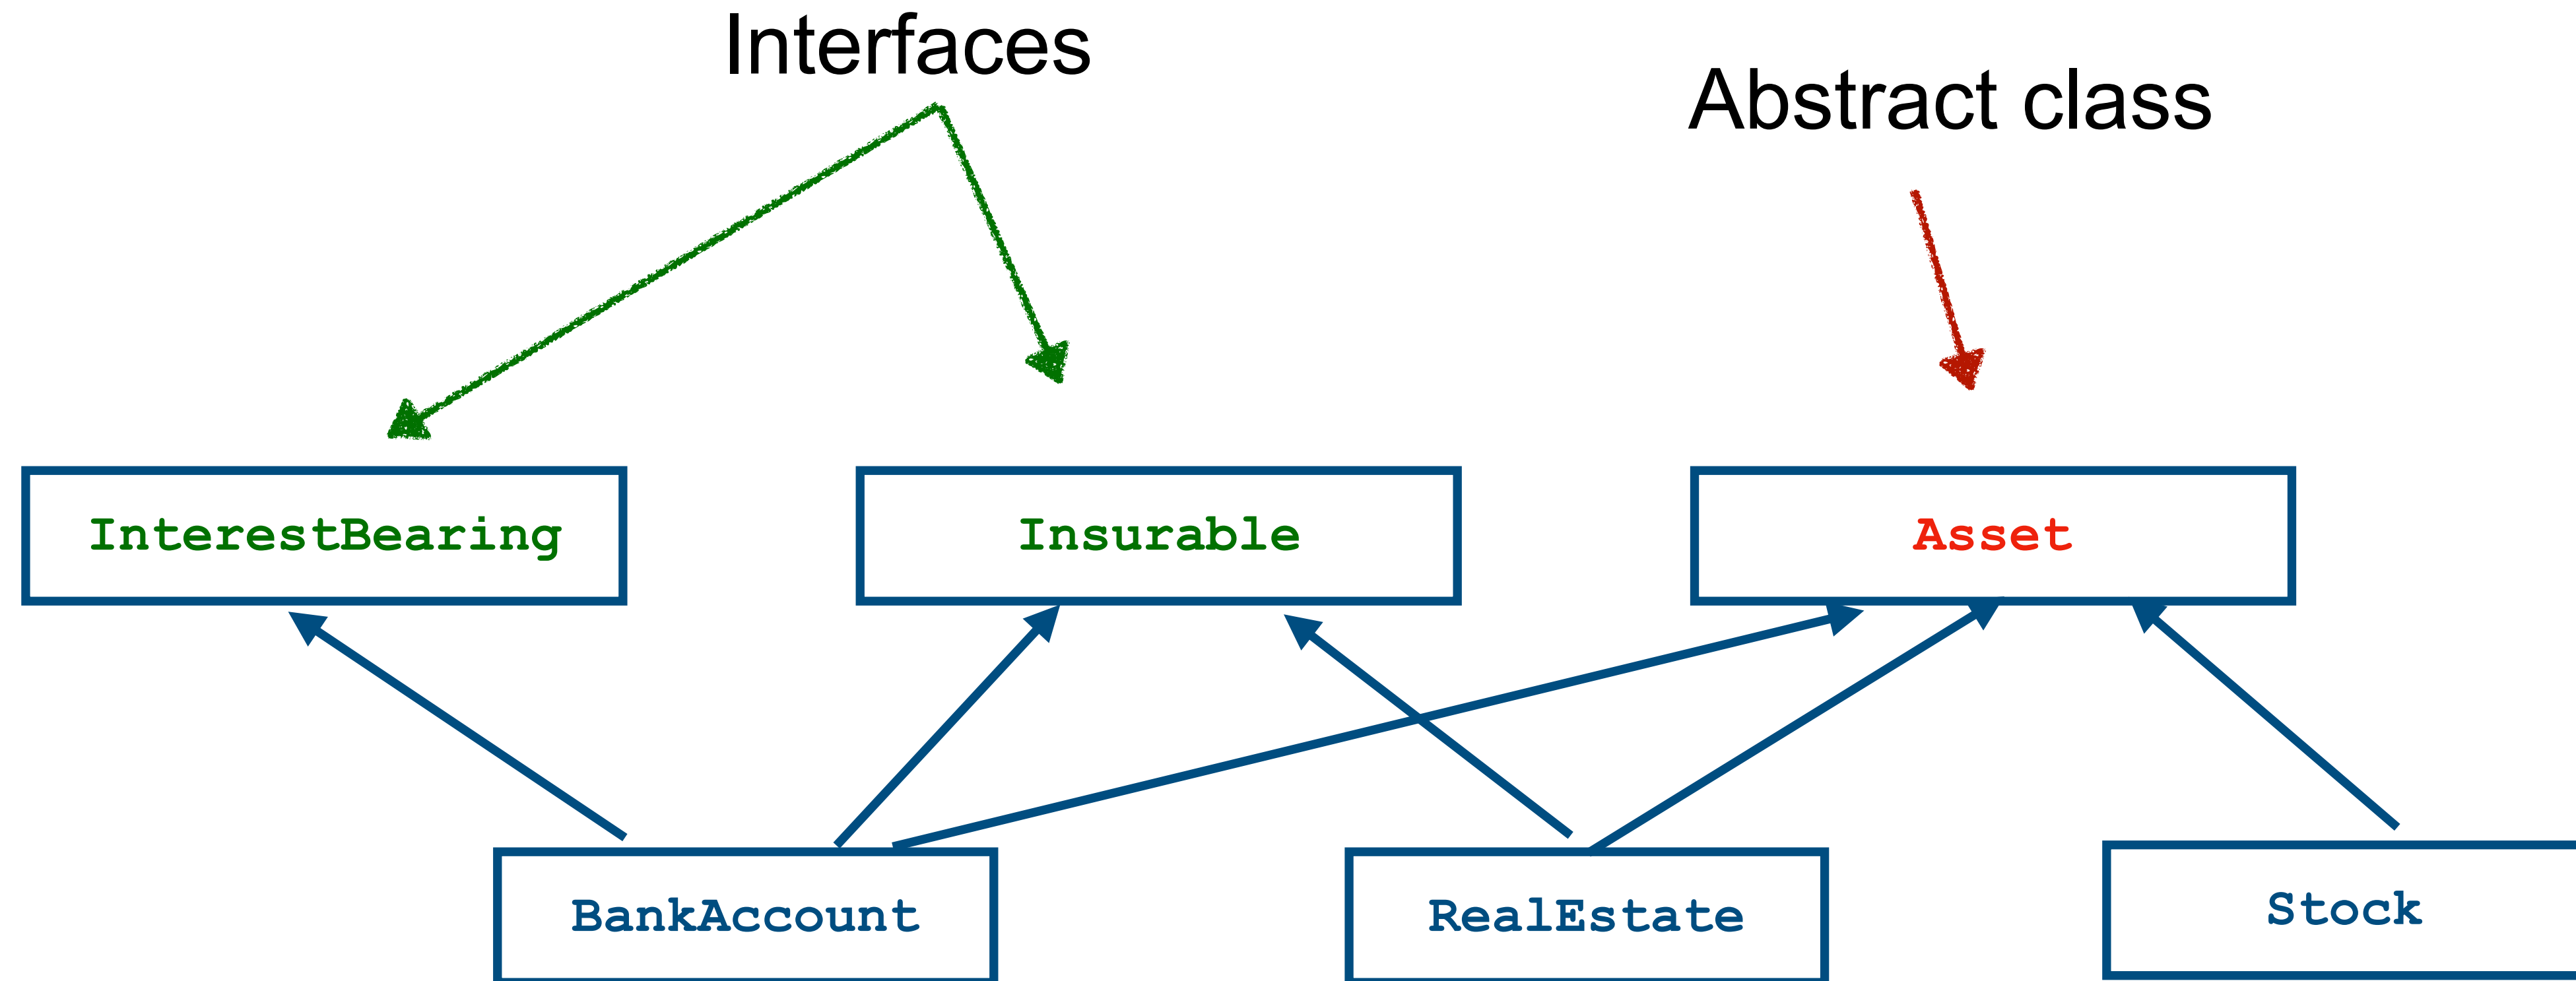 Interfaces
Abstract class
InterestBearing
Insurable
Asset
BankAccount
RealEstate
Stock